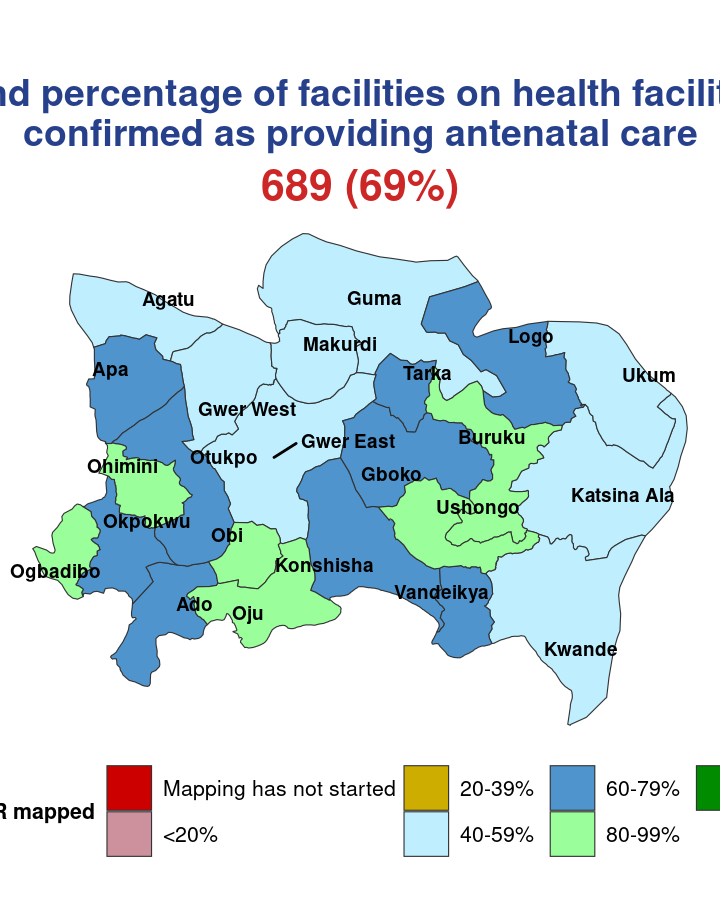 nd percentage of facilities on health facilit
confirmed as providing antenatal care
689 (69%)
Agatu
Guma
Makurdi
Logo
Apa
Tarka
Ukum
Gwer West
Gwer East
Buruku
Otukpo
Ohimini
Gboko
Katsina Ala
Ushongo
Okpokwu
Obi
Ogbadibo
Konshisha
Vandeikya
Ado
Oju
Kwande
R mapped
Mapping has not started
<20%
20-39%
40-59%
60-79%
80-99%